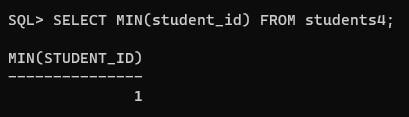 SQL> SELECT MIN(student_id) FROM students4;
MIN(STUDENT_ID)
---------------
1